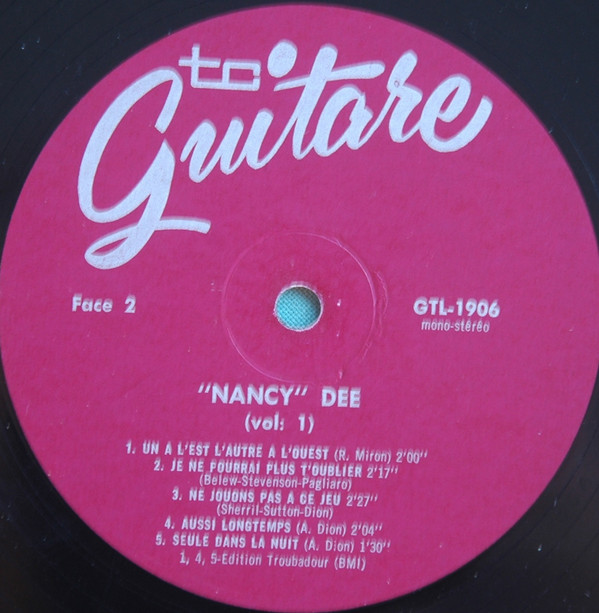 Guitare
Face 2
GTL-1906
mono-stéréo
"NANCY" DEE
(vol: 1)
1. UN A L'EST L'AUTRE A L'OUEST (R. Miron) 2'00"
2. JE NE POURRAI PLUS T'OUBLIER 2'17"
(Belew-Stevenson-Pagliaro)
3. NE JOUONS PAS A CE JEU 2'27"
(Sherril-Sutton-Dion)
4. AUSSI LONGTEMPS (A. Dion) 2'04"
5. SEULE DANS LA NUIT (A. Dion) 1'30"
1, 4, 5-Edition Troubadour (BMI)